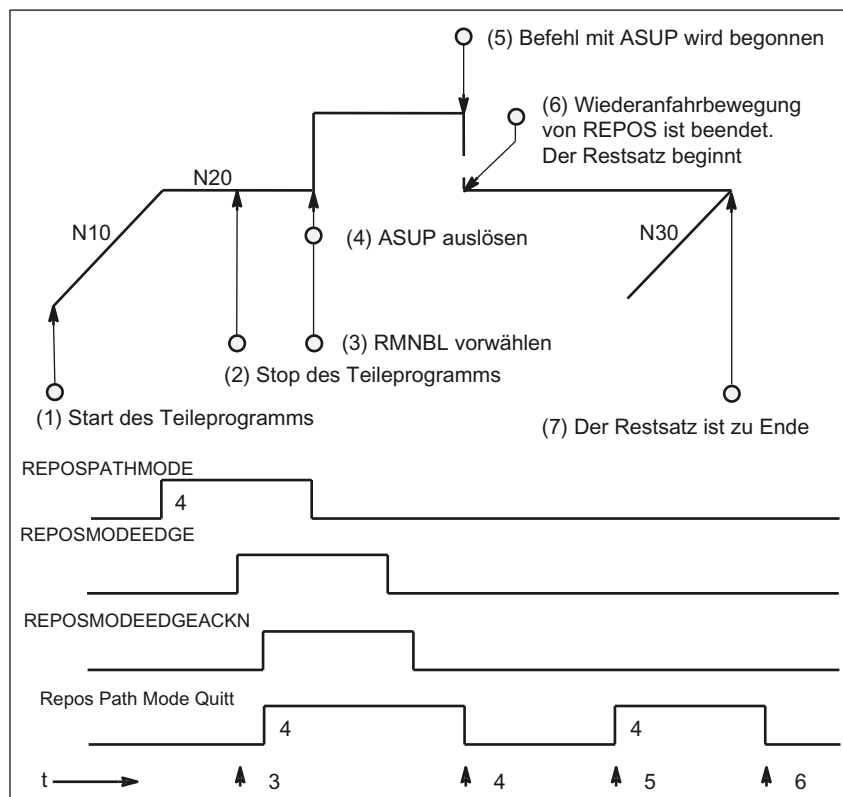 (5) Befehl mit ASUP wird begonnen
(6) Wiederanfahrbewegung
von REPOS ist beendet.
Der Restsatz beginnt
N20
N10
(4) ASUP auslösen
N30
(3) RMNBL vorwählen
(2) Stop des Teileprogramms
(1) Start des Teileprogramms
(7) Der Restsatz ist zu Ende
REPOSPATHMODE
4
REPOSMODEEDGE
REPOSMODEEDGEACKN
Repos Path Mode Quitt
4
4
t
3
4
5
6